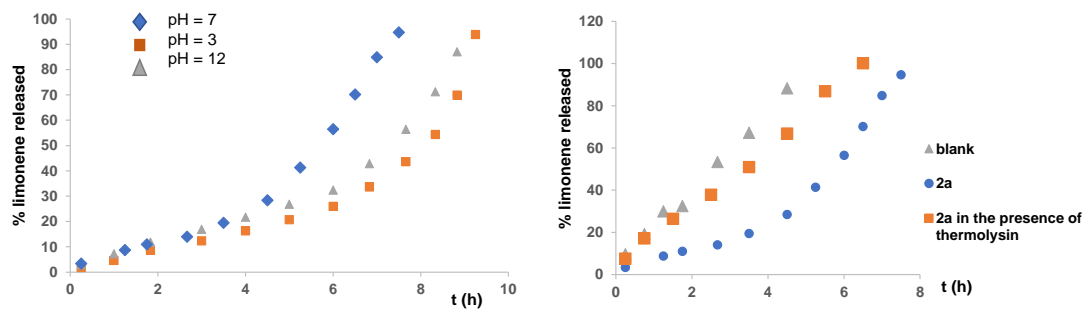 100
90
80
70
60
50
40
30
20
10
0
% limonene released
pH = 7
pH = 3
pH = 12
0 2 4 6 8 10
t (h)
120
100
80
60
40
20
0
% limonene released
blank
2a
2a in the presence of
thermolysin
0 2 4 6 8
t (h)